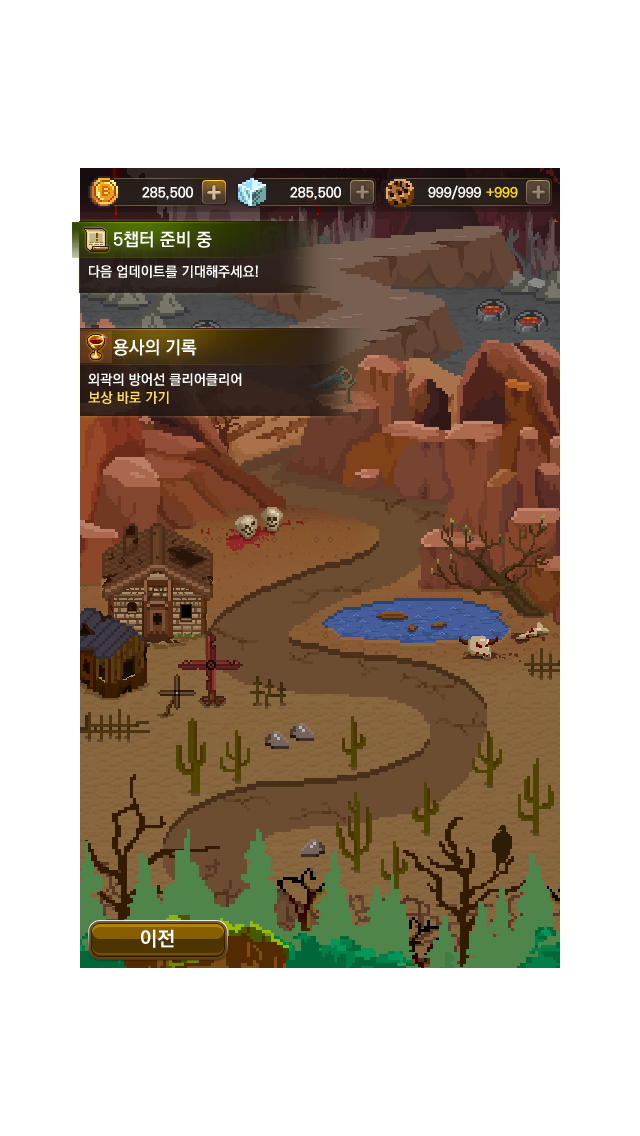 285,500
285,500
999/999 +999
5챕터 준비 중
다음 업데이트를 기대해주세요!
용사의 기록
외곽의 방어선 클리어클리어
보상 바로 가기
이전